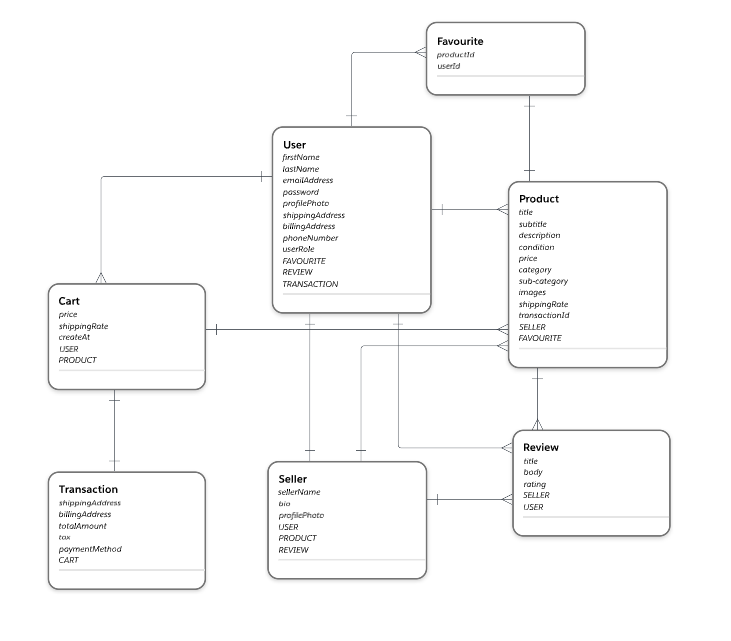 Favourite
productId
userId
User
firstName
lastName
emailAddress
password
profilePhoto
shippingAddress
billingAddress
phoneNumber
userRole
FAVOURITE
REVIEW
TRANSACTION
Product
title
subtitle
description
condition
price
category
sub-category
images
shippingRate
transactionId
SELLER
FAVOURITE
Cart
price
shippingRate
createAt
USER
PRODUCT
Review
title
body
rating
SELLER
USER
Seller
sellerName
bio
profilePhoto
USER
PRODUCT
REVIEW
Transaction
shippingAddress
billingAddress
totalAmount
tax
paymentMethod
CART